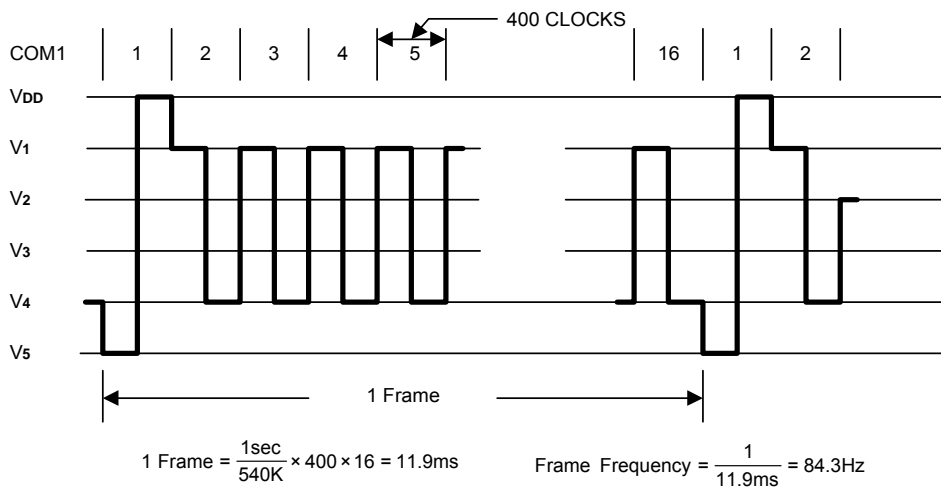 400 CLOCKS
COM1 1 2 3 4 5 16 1 2
VDD
V1
V2
V3
V4
V5
1 Frame
1 Frame = 1sec / 540K × 400 × 16 = 11.9ms
Frame Frequency = 1 / 11.9ms = 84.3Hz